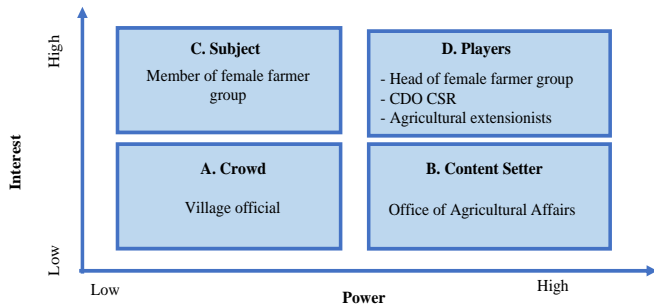 High
C. Subject
Member of female farmer
group
D. Players
- Head of female farmer group
- CDO CSR
- Agricultural extensionists
Interest
A. Crowd
Village official
B. Content Setter
Office of Agricultural Affairs
Low
Low
Power
High